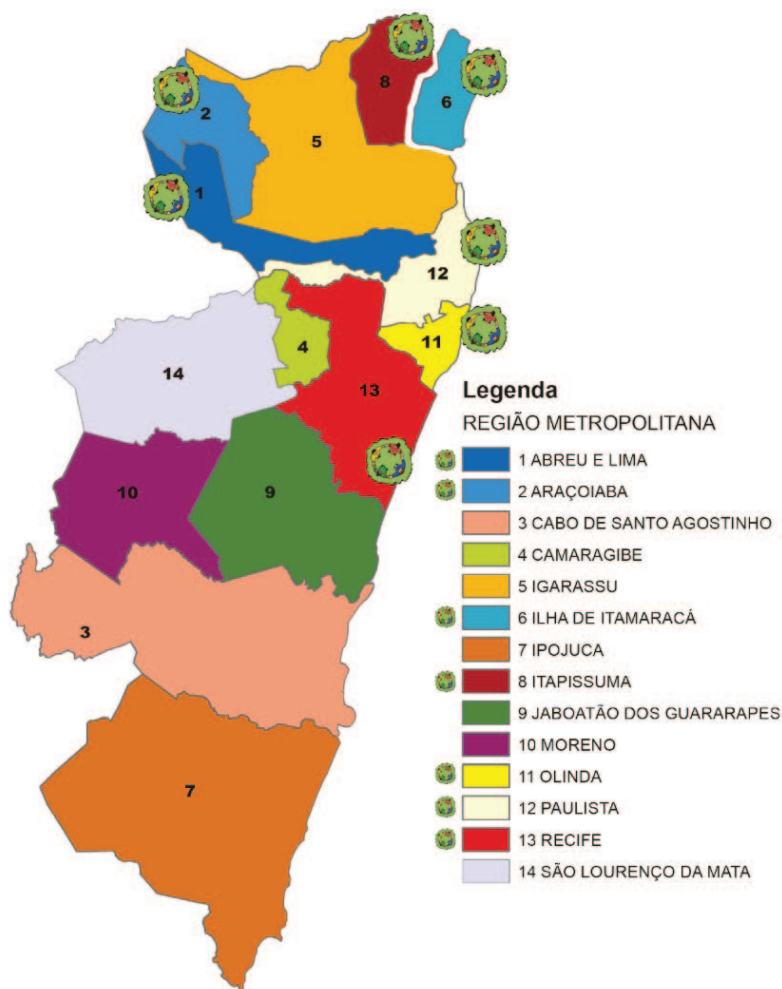 8
6
2
5
1
12
11
4
14
13
10
9
3
7
Legenda
REGIÃO METROPOLITANA
1 ABREU E LIMA
2 ARAÇOIABA
3 CABO DE SANTO AGOSTINHO
4 CAMARAGIBE
5 IGARASSU
6 ILHA DE ITAMARACÁ
7 IPOJUCA
8 ITAPISSUMA
9 JABOATÃO DOS GUARARAPES
10 MORENO
11 OLINDA
12 PAULISTA
13 RECIFE
14 SÃO LOURENÇO DA MATA